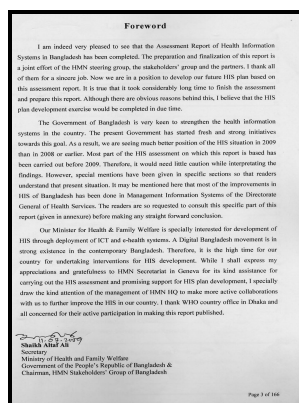 Foreword
I am indeed very pleased to see that the Assessment Report of Health Information
Systems in Bangladesh has been completed. The preparation and finalization of this report is
a joint effort of the HMN steering group, the stakeholders' group and the partners. I thank all
of them for a sincere job. Now we are in a position to develop our future HIS plan based on
this assessment report. It is true that it took considerably long time to finish the assessment
and prepare this report. Although there are obvious reasons behind this, I believe that the HIS
plan development exercise would be completed in due time.
The Government of Bangladesh is very keen to strengthen the health information
systems in the country. The present Government has started fresh and strong initiatives
towards this goal. As a result, we are seeing much better position of the HIS situation in 2009
than in 2008 or earlier. Most part of the HIS assessment on which this report is based has
been carried out before 2009. Therefore, it would need little caution while interpretating the
findings. However, special mentions have been given in specific sections so that readers
understand that present situation. It may be mentioned here that most of the improvements in
HIS of Bangladesh has been done in Management Information Systems of the Directorate
General of Health Services. The readers are so requested to consult this specific part of this
report (given in annexure) before making any straight forward conclusion.
Our Minister for Health & Family Welfare is specially interested for development of
HIS through deployment of ICT and e-health systems. A Digital Bangladesh movement is in
strong existence in the contemporary Bangladesh. Therefore, it is the high time for our
country for undertaking interventions for HIS development. While I shall express my
appreciations and gratefulness to HMN Secretariat in Geneva for its kind assistance for
carrying out the HIS assessment and promising support for HIS plan development, I specially
draw the kind attention of the management of HMN HQ to make more active collaborations
with us to further improve the HIS in our country. I thank WHO country office in Dhaka and
all concerned for their active participation in making this report published.
11.07.2009
Shaikh Altaf Ali
Secretary
Ministry of Health and Family Welfare
Government of the People's Republic of Bangladesh &
Chairman, HMN Stakeholders' Group of Bangladesh
Page 3 of 166